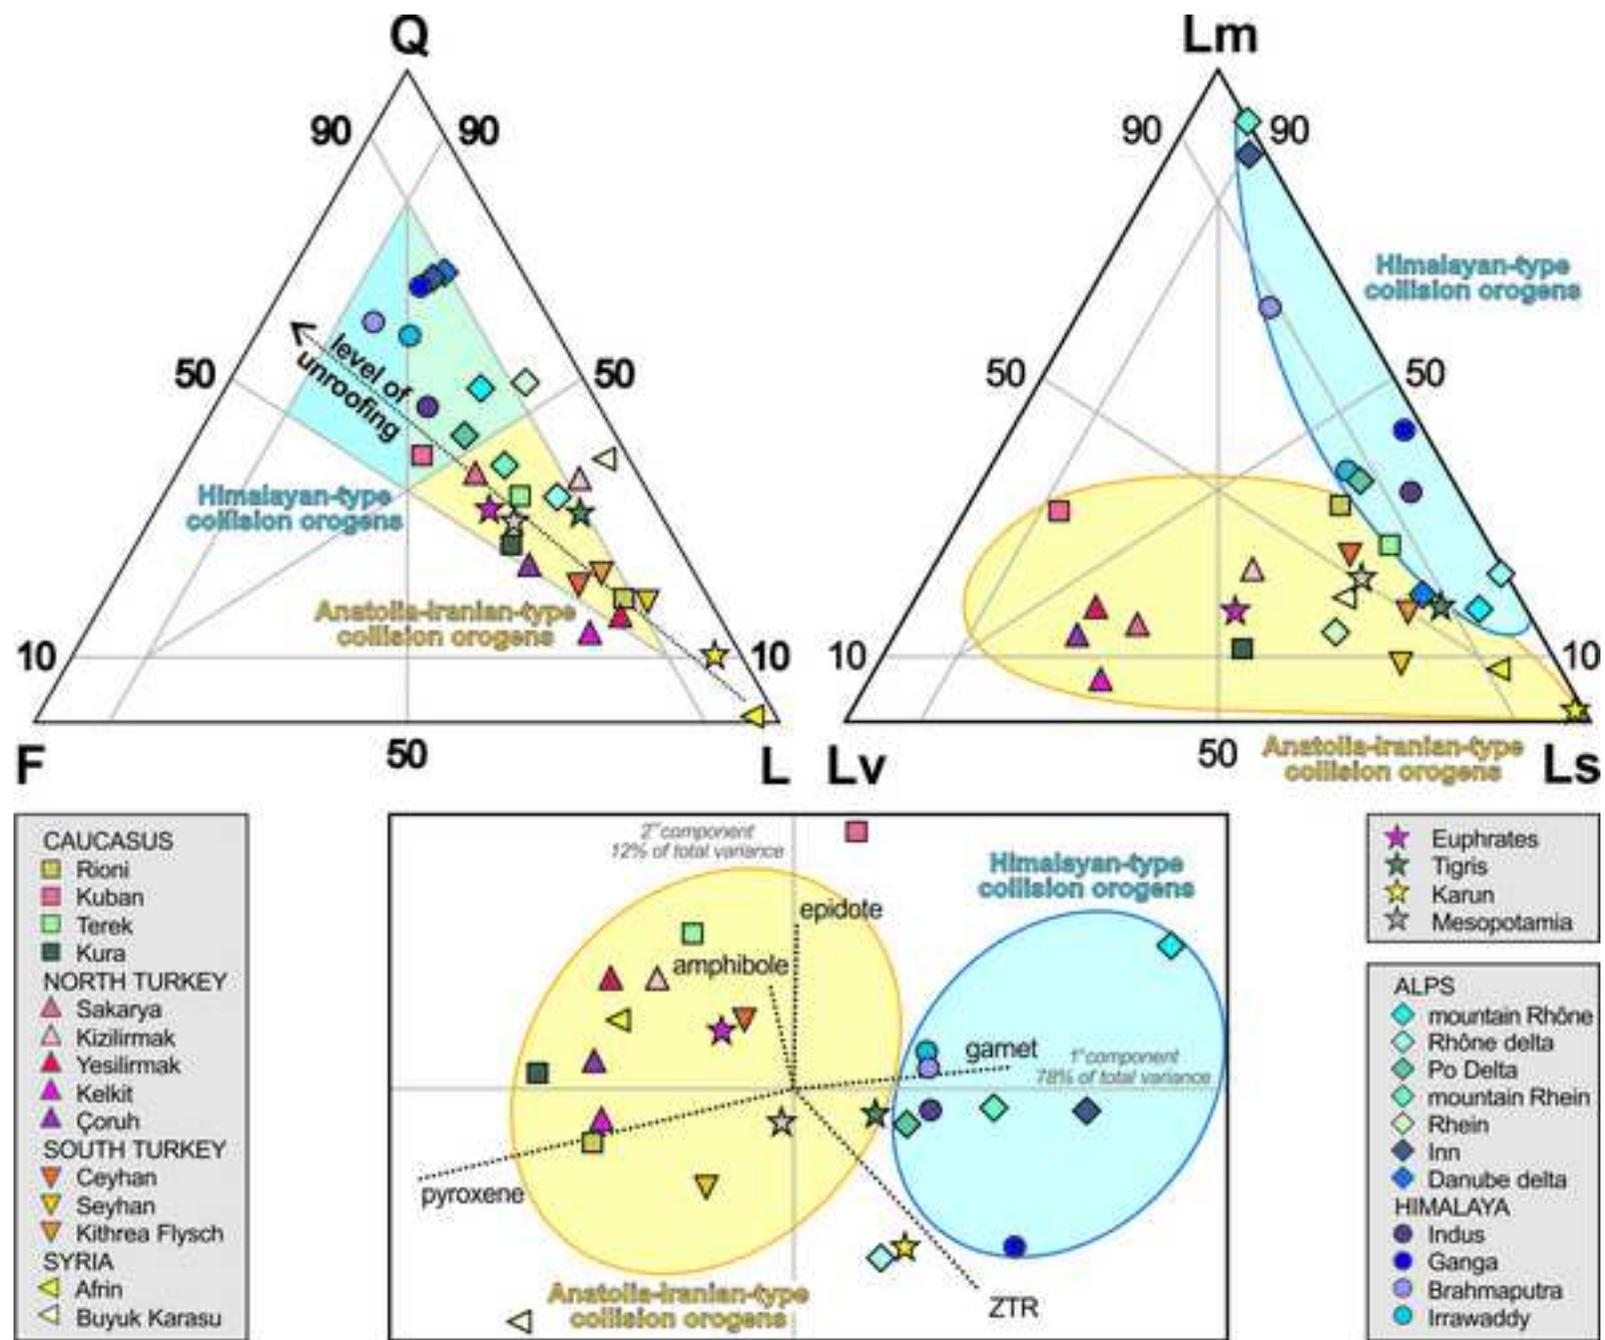 Q
Lm
90 90
90 90
Himalayan-type
collision orogens
level of
unroofing
50 50
50 50
Himalayan-type
collision orogens
Anatolia-iranian-type
collision orogens
10 10
10 10
F 50 L
Lv 50 Ls
Anatolia-iranian-type
collision orogens
CAUCASUS
Rioni
Kuban
Terek
Kura
NORTH TURKEY
Sakarya
Kizilirmak
Yesilirmak
Kelkit
Çoruh
SOUTH TURKEY
Ceyhan
Seyhan
Kithrea Flysch
SYRIA
Afrin
Buyuk Karasu
2° component
12% of total variance
Himalayan-type
collision orogens
epidote
amphibole
garnet
1° component
78% of total variance
pyroxene
Anatolia-iranian-type
collision orogens
ZTR
Euphrates
Tigris
Karun
Mesopotamia
ALPS
mountain Rhône
Rhône delta
Po Delta
mountain Rhein
Rhein
Inn
Danube delta
HIMALAYA
Indus
Ganga
Brahmaputra
Irrawaddy